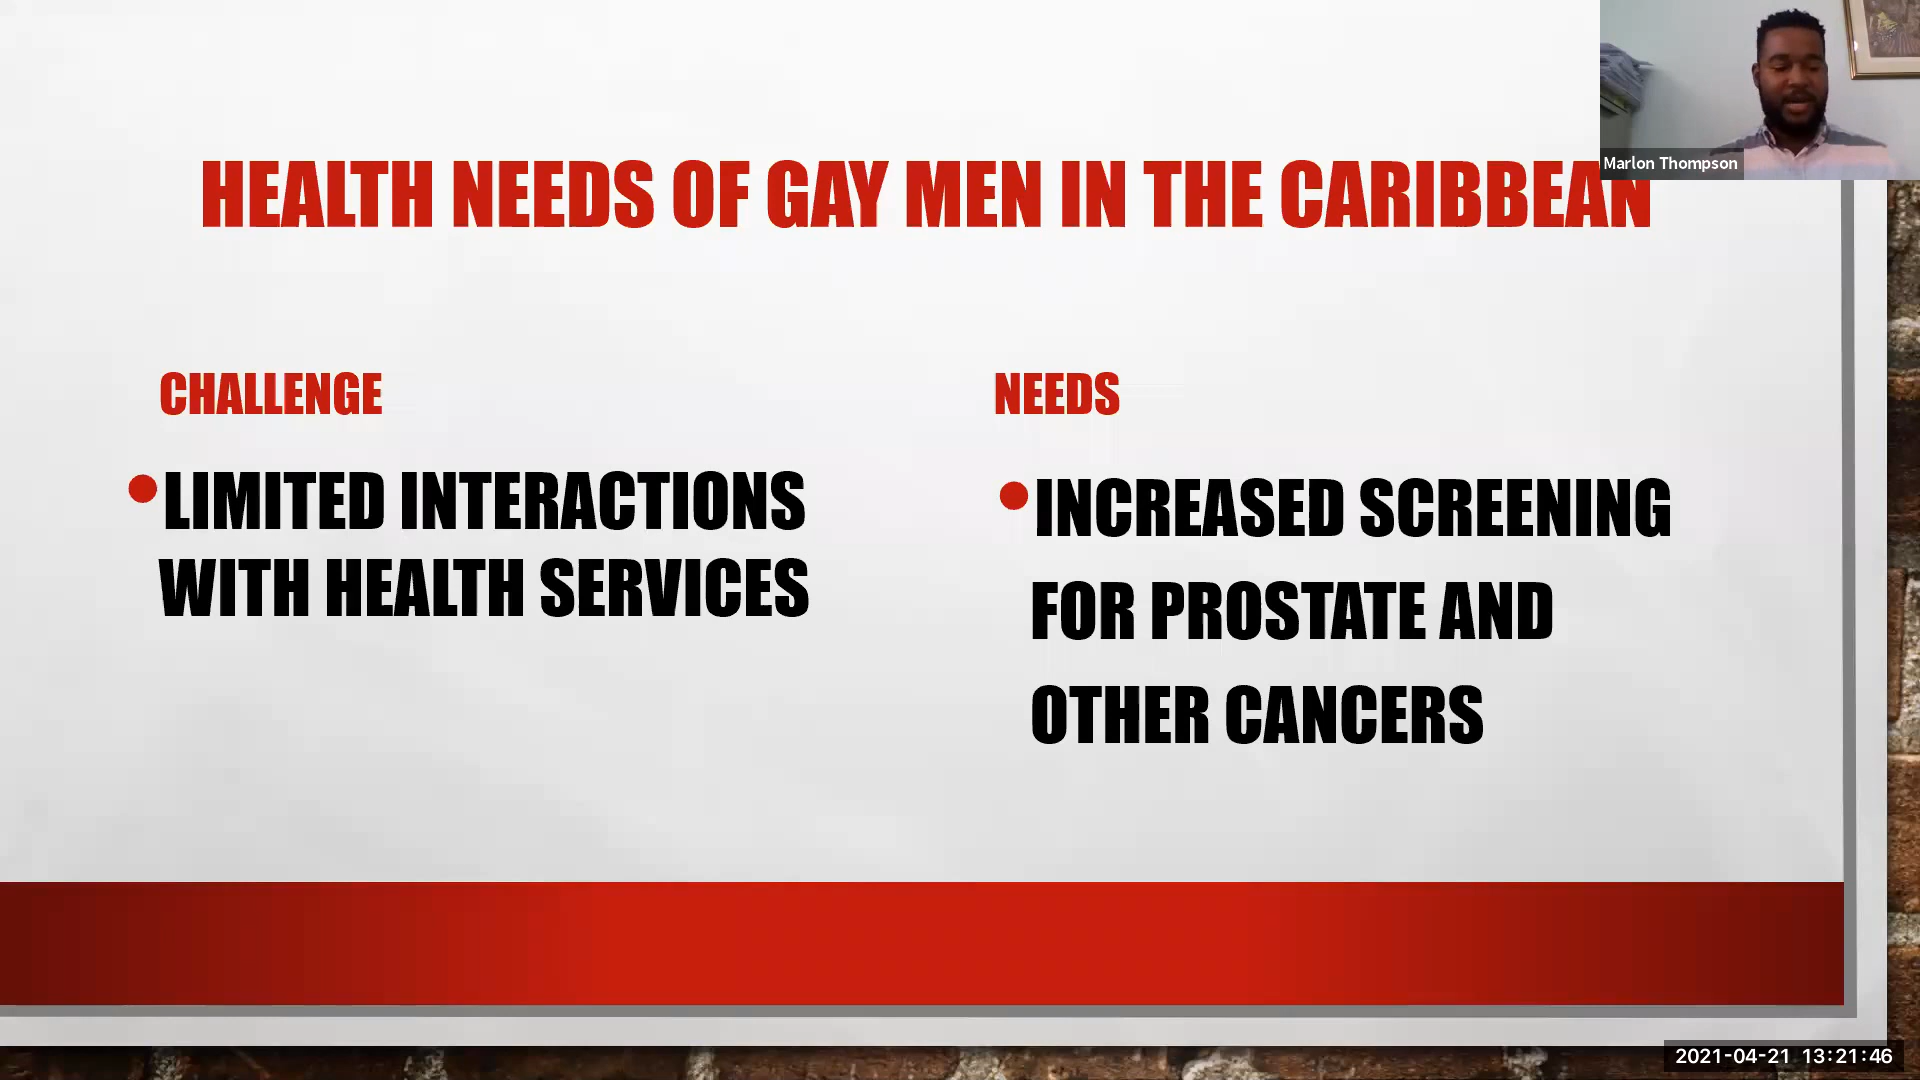 HEALTH NEEDS OF GAY MEN IN THE CARIBBEAN
Marlon Thompson
CHALLENGE
LIMITED INTERACTIONS
WITH HEALTH SERVICES
NEEDS
INCREASED SCREENING
FOR PROSTATE AND
OTHER CANCERS
2021-04-21 13:21:46